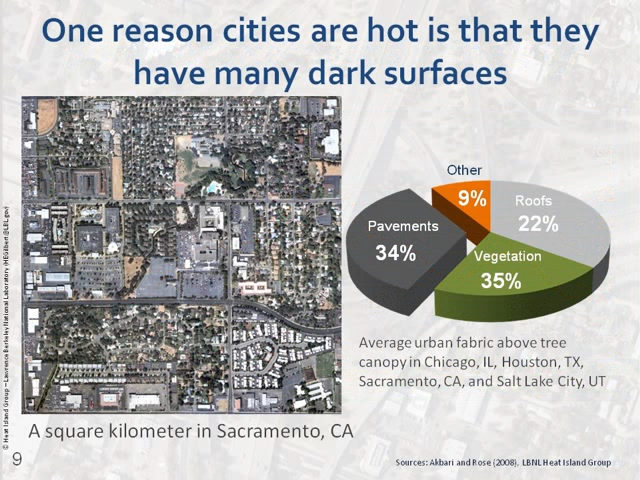 One reason cities are hot is that they
have many dark surfaces
Other
9%
Roofs
22%
Pavements
34%
Vegetation
35%
Average urban fabric above tree
canopy in Chicago, IL, Houston, TX,
Sacramento, CA, and Salt Lake City, UT
A square kilometer in Sacramento, CA
© Heat Island Group – Lawrence Berkeley National Laboratory (HEGilbert@LBL.gov)
9
Sources: Akbari and Rose (2008), LBNL Heat Island Group